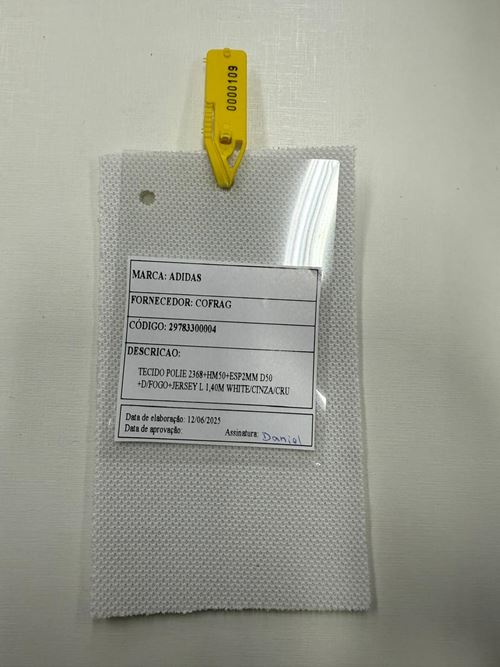 0000109
MARCA: ADIDAS
FORNECEDOR: COFRAG
CÓDIGO: 29783300004
DESCRICAO:
TECIDO POLIE 2368+HM50+ESP2MM D50
+D/FOGO+JERSEY L 1,40M WHITE/CINZA/CRU
Data de elaboração: 12/06/2025
Data de aprovação:
Assinatura: Daniel